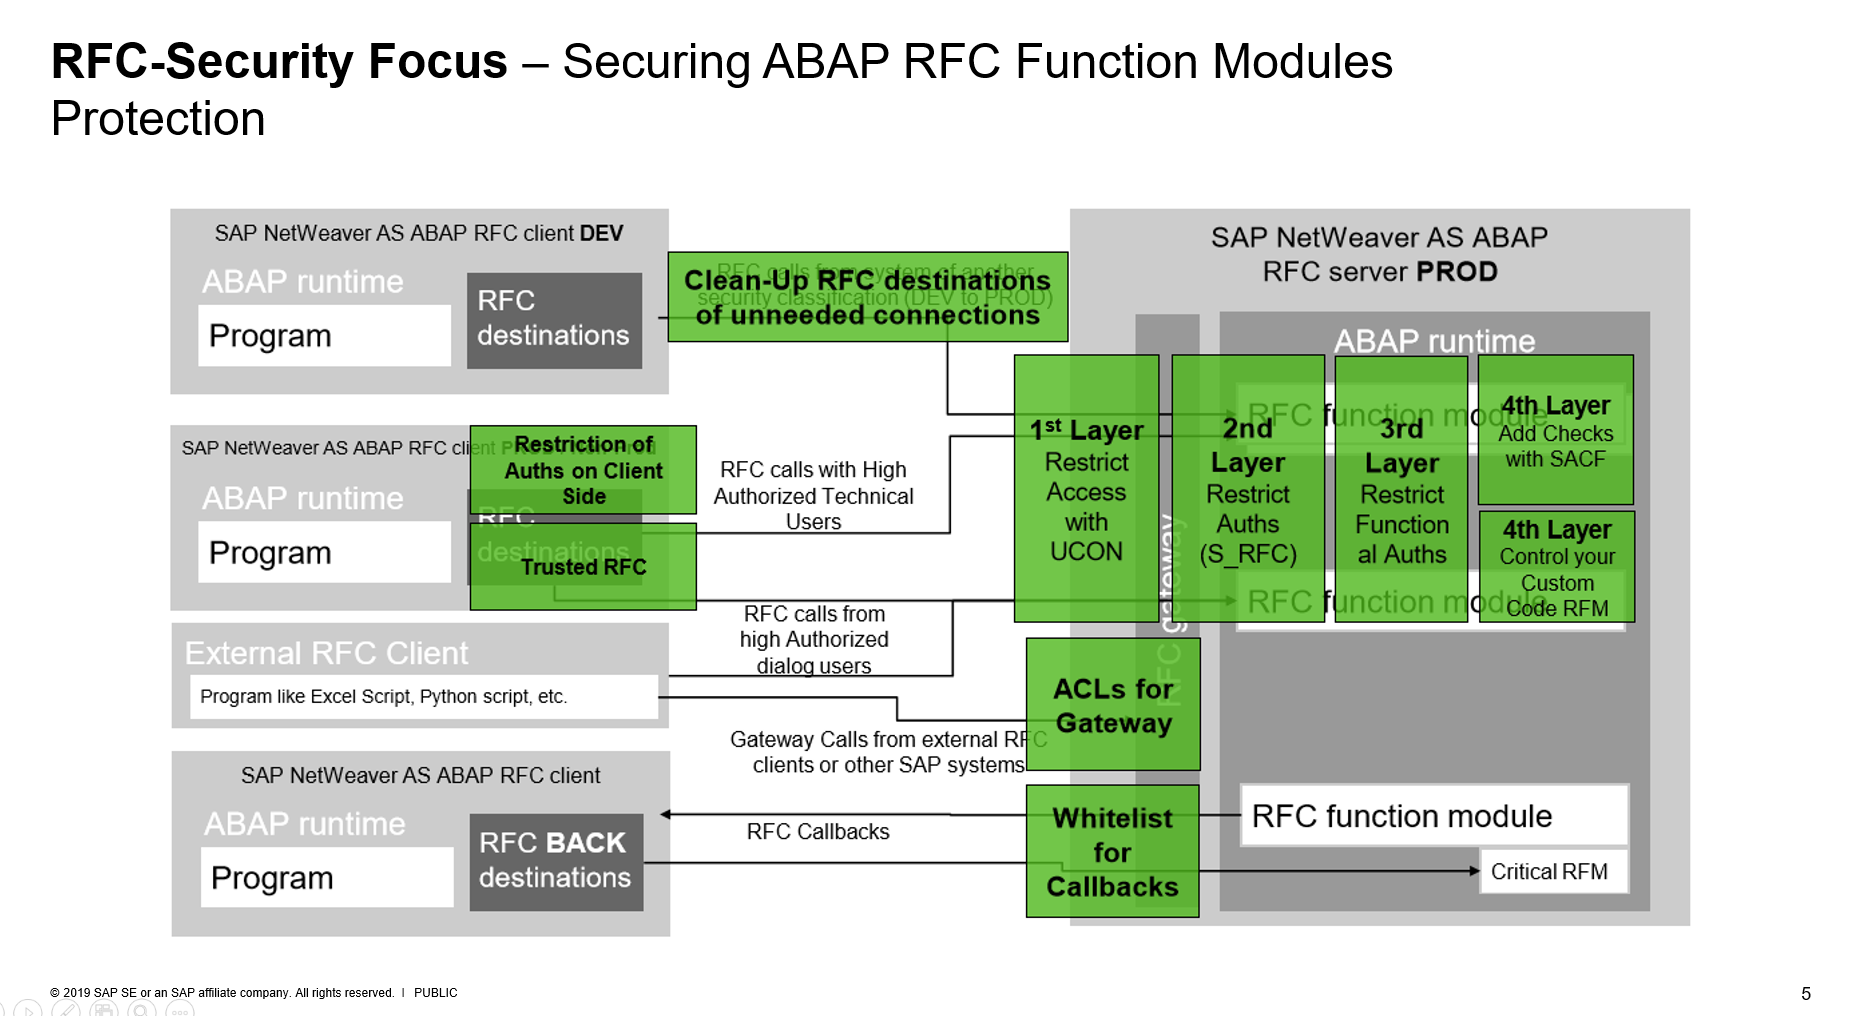 RFC-Security Focus – Securing ABAP RFC Function Modules
Protection
SAP NetWeaver AS ABAP RFC client DEV
ABAP runtime
Program
RFC
destinations
RFC calls from system of another
security classification (DEV to PROD)
Clean-Up RFC destinations
of unneeded connections
SAP NetWeaver AS ABAP RFC client PROD / Non-Prod
ABAP runtime
Program
RFC
destinations
Restriction of
Auths on Client
Side
Trusted RFC
RFC calls with High
Authorized Technical
Users
RFC calls from
high Authorized
dialog users
External RFC Client
Program like Excel Script, Python script, etc.
Gateway Calls from external RFC
clients or other SAP systems
SAP NetWeaver AS ABAP RFC client
ABAP runtime
Program
RFC BACK
destinations
RFC Callbacks
SAP NetWeaver AS ABAP
RFC server PROD
RFC gateway
ABAP runtime
RFC function module
RFC function module
1st Layer
Restrict
Access
with
UCON
2nd
Layer
Restrict
Auths
(S_RFC)
3rd
Layer
Restrict
Function
al Auths
4th Layer
Add Checks
with SACF
4th Layer
Control your
Custom
Code RFM
ACLs for
Gateway
Whitelist
for
Callbacks
RFC function module
Critical RFM
© 2019 SAP SE or an SAP affiliate company. All rights reserved. | PUBLIC
5